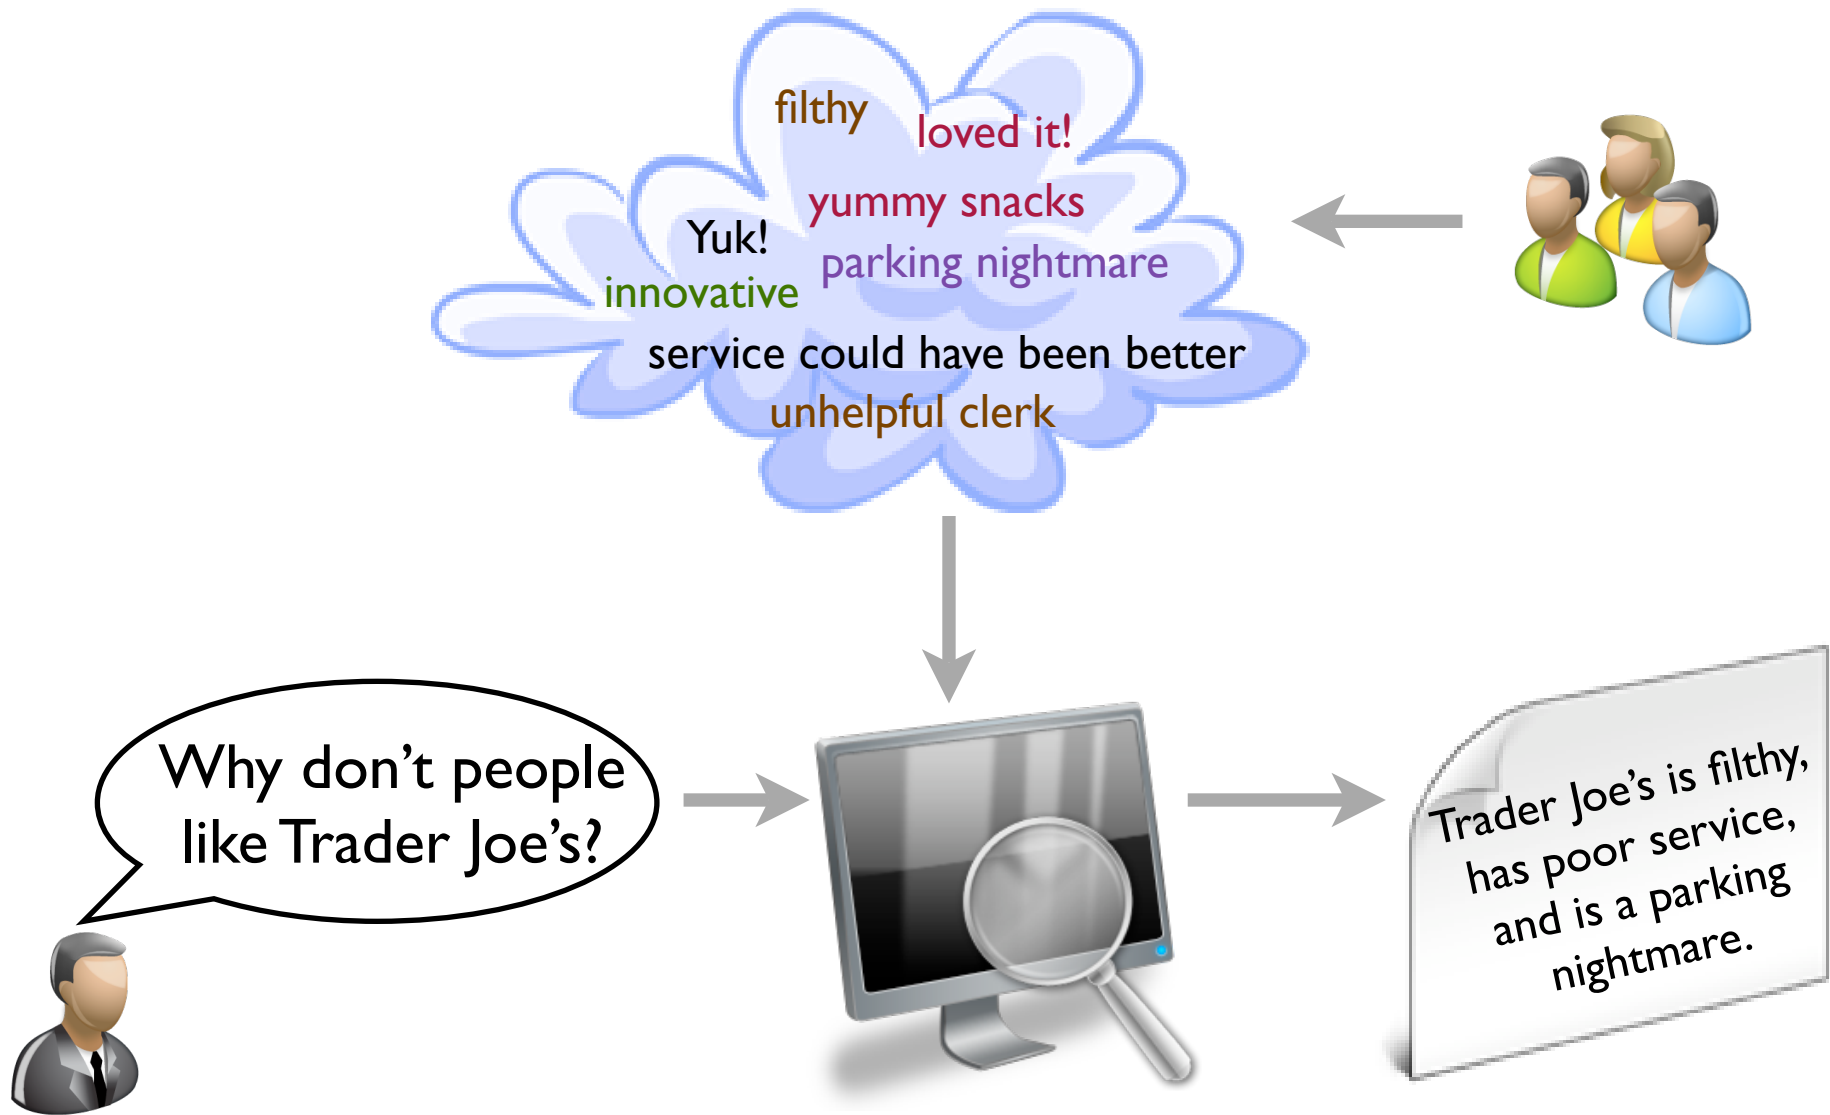 filthy
loved it!
yummy snacks
Yuk!
parking nightmare
innovative
service could have been better
unhelpful clerk
Why don't people
like Trader Joe's?
Trader Joe's is filthy,
has poor service,
and is a parking
nightmare.